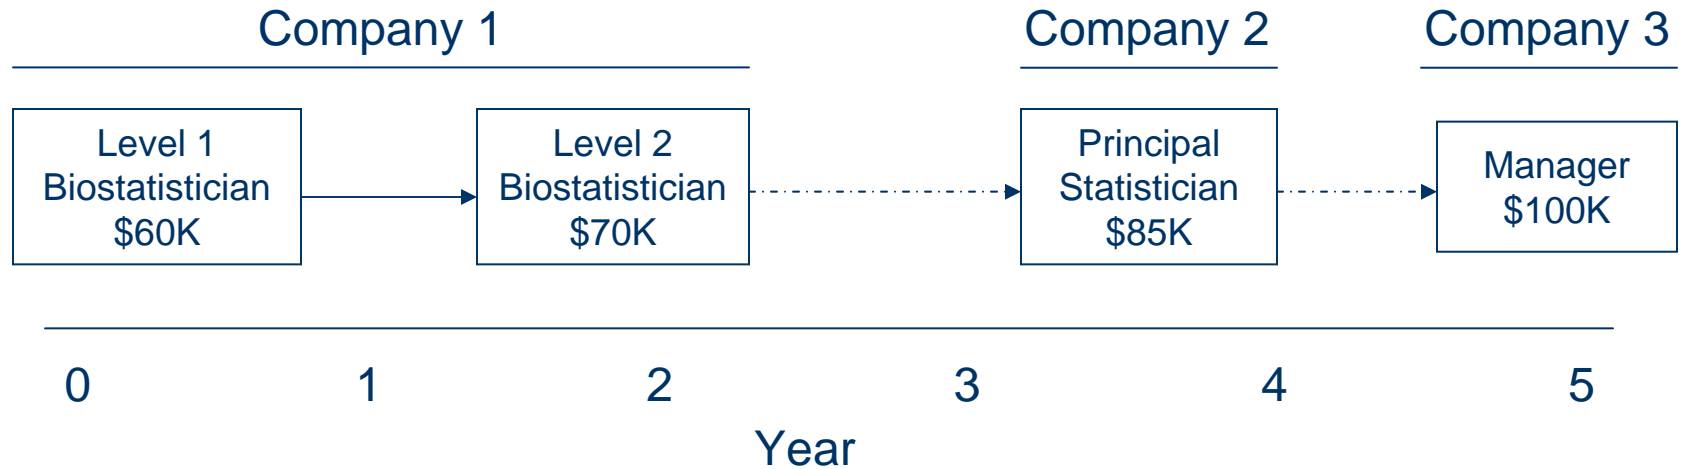 Company 1
Company 2
Company 3
Level 1
Biostatistician
$60K
Level 2
Biostatistician
$70K
Principal
Statistician
$85K
Manager
$100K
0 1 2 3 4 5
Year